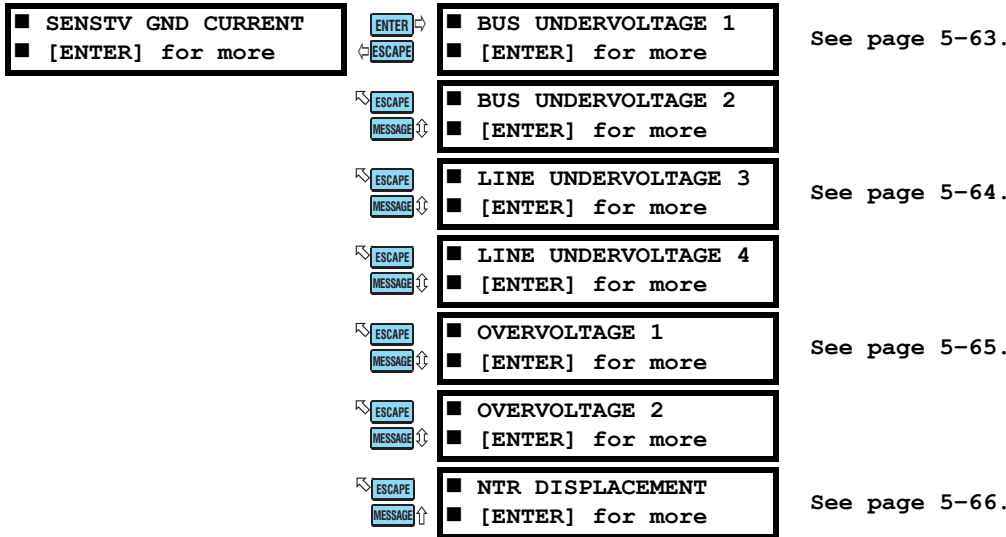 ■ SENSTV GND CURRENT
■ [ENTER] for more
ENTER
ESCAPE
■ BUS UNDERVOLTAGE 1
■ [ENTER] for more
See page 5–63.
ESCAPE
MESSAGE
■ BUS UNDERVOLTAGE 2
■ [ENTER] for more
ESCAPE
MESSAGE
■ LINE UNDERVOLTAGE 3
■ [ENTER] for more
See page 5–64.
ESCAPE
MESSAGE
■ LINE UNDERVOLTAGE 4
■ [ENTER] for more
ESCAPE
MESSAGE
■ OVERVOLTAGE 1
■ [ENTER] for more
See page 5–65.
ESCAPE
MESSAGE
■ OVERVOLTAGE 2
■ [ENTER] for more
ESCAPE
MESSAGE
■ NTR DISPLACEMENT
■ [ENTER] for more
See page 5–66.